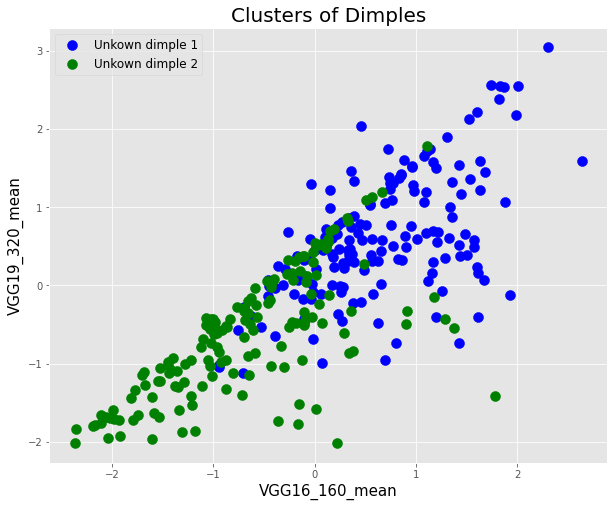 Clusters of Dimples
Unkown dimple 1
Unkown dimple 2
3
2
1
0
−1
−2
VGG19_320_mean
−2
−1
0
1
2
VGG16_160_mean